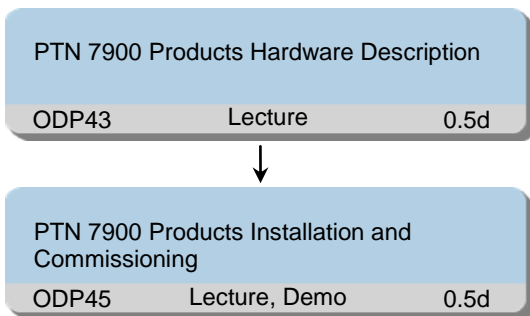 PTN 7900 Products Hardware Description
ODP43 Lecture 0.5d
PTN 7900 Products Installation and
Commissioning
ODP45 Lecture, Demo 0.5d